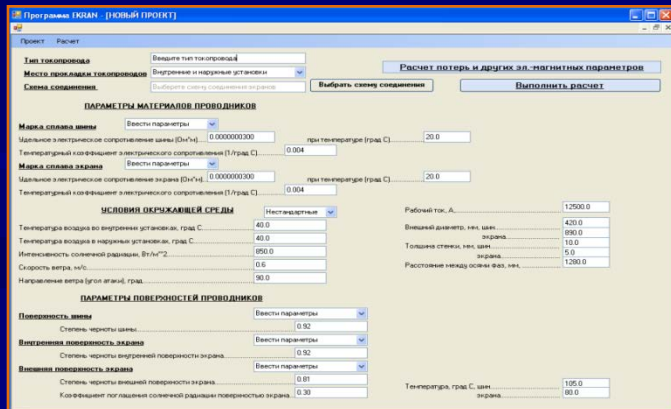 Программа EKRAN - [НОВЫЙ ПРОЕКТ]
Проект Расчет
Тип токопровода Введите тип токопровода
Место прокладки токопроводов Внутренние и наружные установки
Схема соединения Выберите схему соединения экранов Выбрать схему соединения
Расчет потерь и других эл.-магнитных параметров
Выполнить расчет
ПАРАМЕТРЫ МАТЕРИАЛОВ ПРОВОДНИКОВ
Марка сплава шины Ввести параметры
Удельное электрическое сопротивление шины (Ом*м) 0.0000000300 при температуре (град С) 20.0
Температурный коэффициент электрического сопротивления (1/град С) 0.004
Марка сплава экрана Ввести параметры
Удельное электрическое сопротивление экрана (Ом*м) 0.0000000300 при температуре (град С) 20.0
Температурный коэффициент электрического сопротивления (1/град С) 0.004
УСЛОВИЯ ОКРУЖАЮЩЕЙ СРЕДЫ Нестандартные
Температура воздуха во внутренних установках, град С 40.0
Температура воздуха в наружных установках, град С 40.0
Интенсивность солнечной радиации, Вт/м^2 850.0
Скорость ветра, м/с 0.6
Направление ветра (угол атаки), град 90.0
Рабочий ток, А 12500.0
Внешний диаметр, мм, шин 420.0
экрана 890.0
Толщина стенки, мм, шин 10.0
экрана 5.0
Расстояние между осями фаз, мм 1280.0
ПАРАМЕТРЫ ПОВЕРХНОСТЕЙ ПРОВОДНИКОВ
Поверхность шины Ввести параметры
Степень черноты шины 0.92
Внутренняя поверхность экрана Ввести параметры
Степень черноты внутренней поверхности экрана 0.92
Внешняя поверхность экрана Ввести параметры
Степень черноты внешней поверхности экрана 0.81
Коэффициент поглощения солнечной радиации поверхностью экрана 0.30
Температура, град С, шин 105.0
экрана 80.0